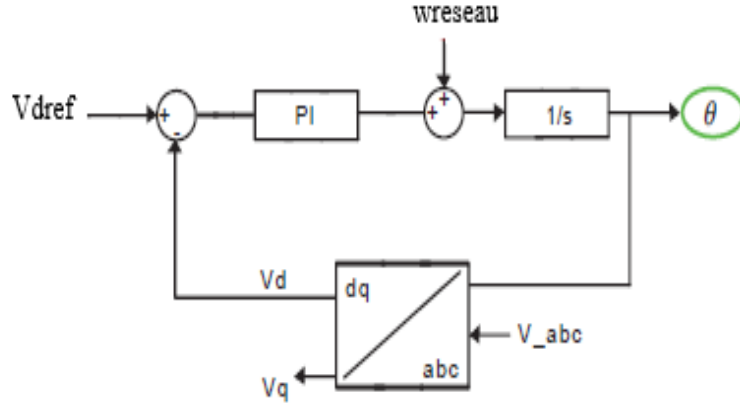 wreseau
Vdref
+
-
PI
+
+
1/s
θ
Vd
dq
V_abc
abc
Vq